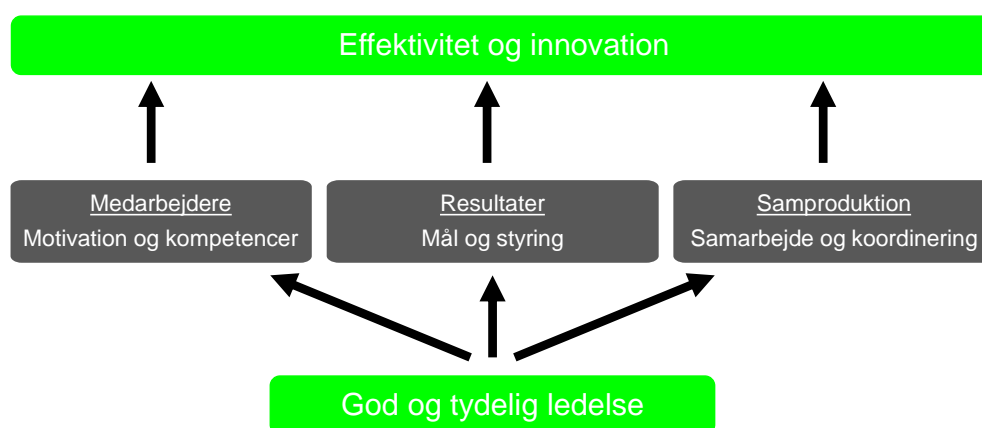 Effektivitet og innovation
Medarbejdere
Motivation og kompetencer
Resultater
Mål og styring
Samproduktion
Samarbejde og koordinering
God og tydelig ledelse